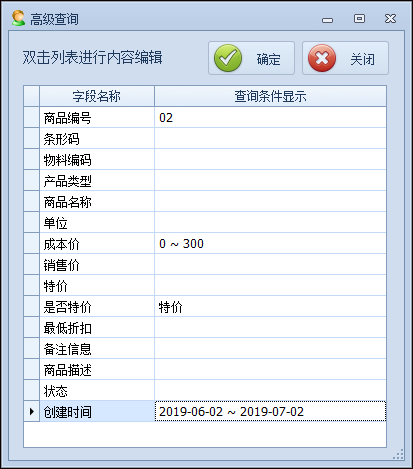 高级查询
双击列表进行内容编辑 确定 关闭
字段名称 查询条件显示
商品编号 02
条形码
物料编码
产品类型
商品名称
单位
成本价 0 ~ 300
销售价
特价
是否特价 特价
最低折扣
备注信息
商品描述
状态
创建时间 2019-06-02 ~ 2019-07-02